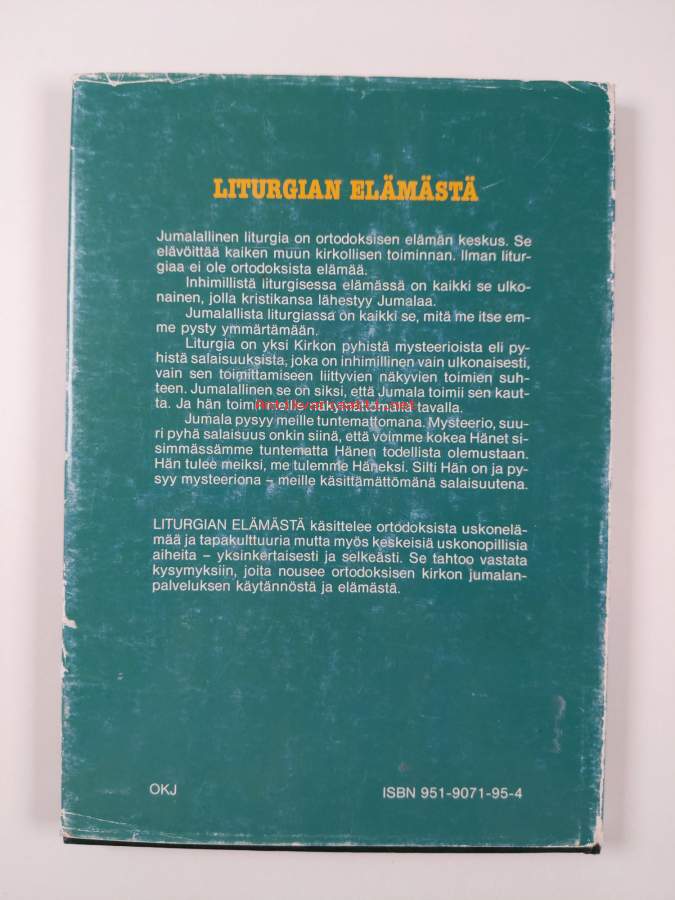 LITURGIAN ELÄMÄSTÄ
Jumalallinen liturgia on ortodoksisen elämän keskus. Se
elävöittää kaiken muun kirkollisen toiminnan. Ilman litur-
giaa ei ole ortodoksista elämää.
Inhimillistä liturgisessa elämässä on kaikki se ulko-
nainen, jolla kristikansa lähestyy Jumalaa.
Jumalallista liturgiassa on kaikki se, mitä me itse em-
me pysty ymmärtämään.
Liturgia on yksi Kirkon pyhistä mysteerioista eli py-
histä salaisuuksista, joka on inhimillinen vain ulkonaisesti,
vain sen toimittamiseen liittyvien näkyvien toimien suh-
teen. Jumalallinen se on siksi, että Jumala toimii sen kaut-
ta. Ja hän toimii meille näkymättömällä tavalla.
Jumala pysyy meille tuntemattomana. Mysteerio, suu-
ri pyhä salaisuus onkin siinä, että voimme kokea Hänet si-
simmässämme tuntematta Hänen todellista olemustaan.
Hän tulee meiksi, me tulemme Häneksi. Silti Hän on ja py-
syy mysteeriona – meille käsittämättömänä salaisuutena.
LITURGIAN ELÄMÄSTÄ käsittelee ortodoksista uskonelä-
mää ja tapakulttuuria mutta myös keskeisiä uskonopillisia
aiheita – yksinkertaisesti ja selkeästi. Se tahtoo vastata
kysymyksiin, joita nousee ortodoksisen kirkon jumalan-
palveluksen käytännöstä ja elämästä.
OKJ
ISBN 951-9071-95-4